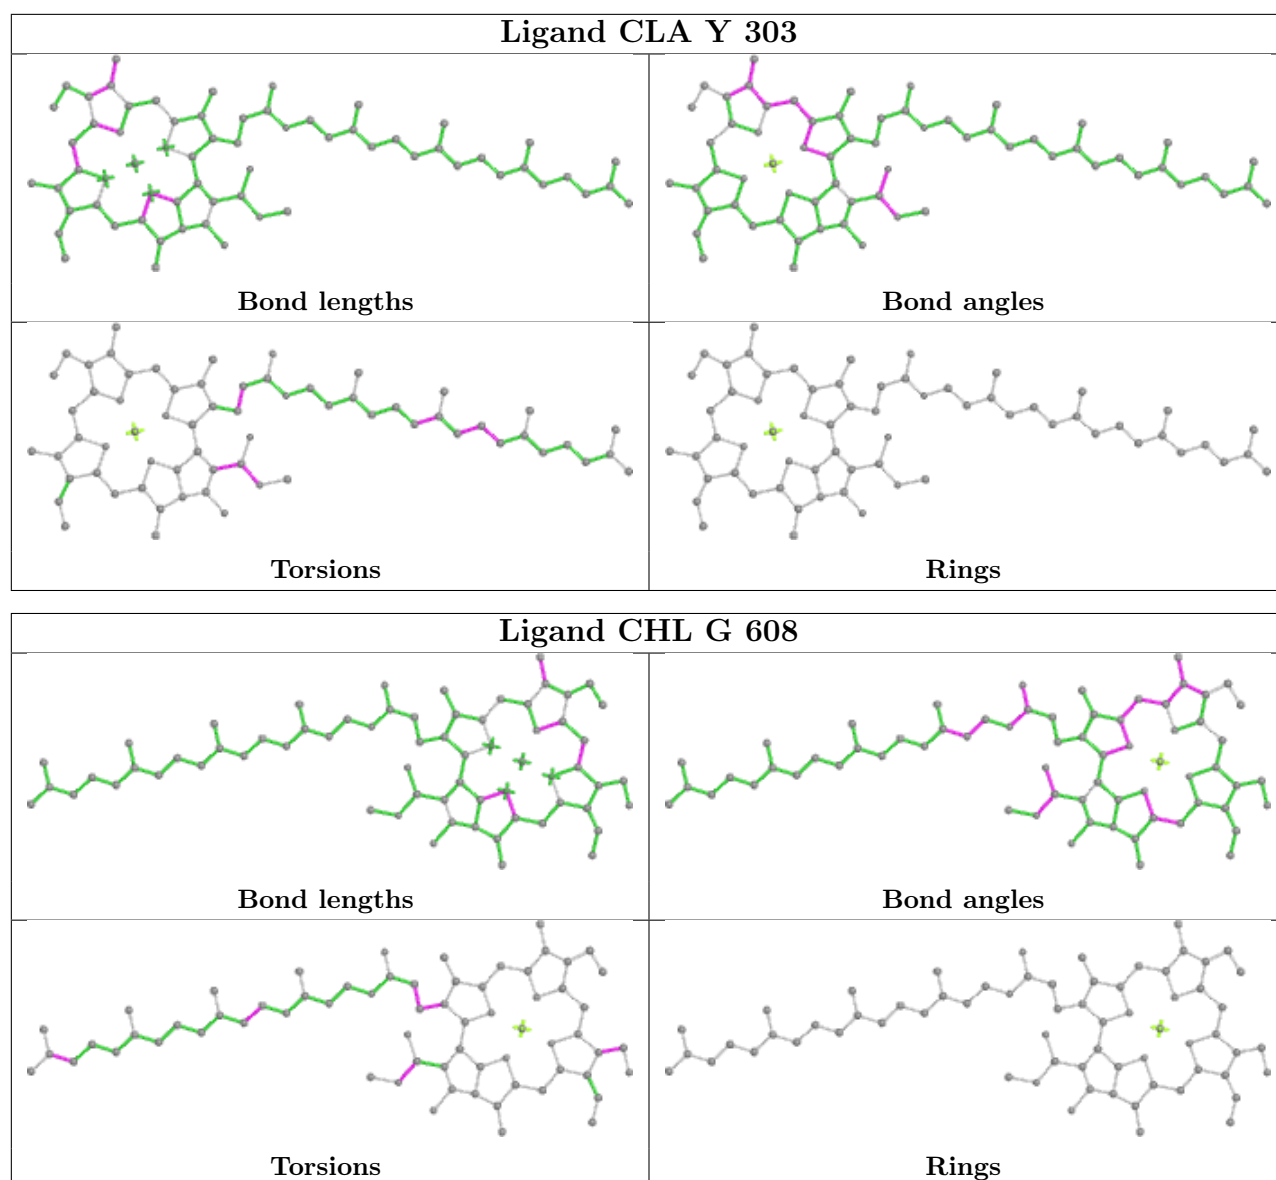 Ligand CLA Y 303
Bond lengths
Bond angles
Torsions
Rings
Ligand CHL G 608
Bond lengths
Bond angles
Torsions
Rings